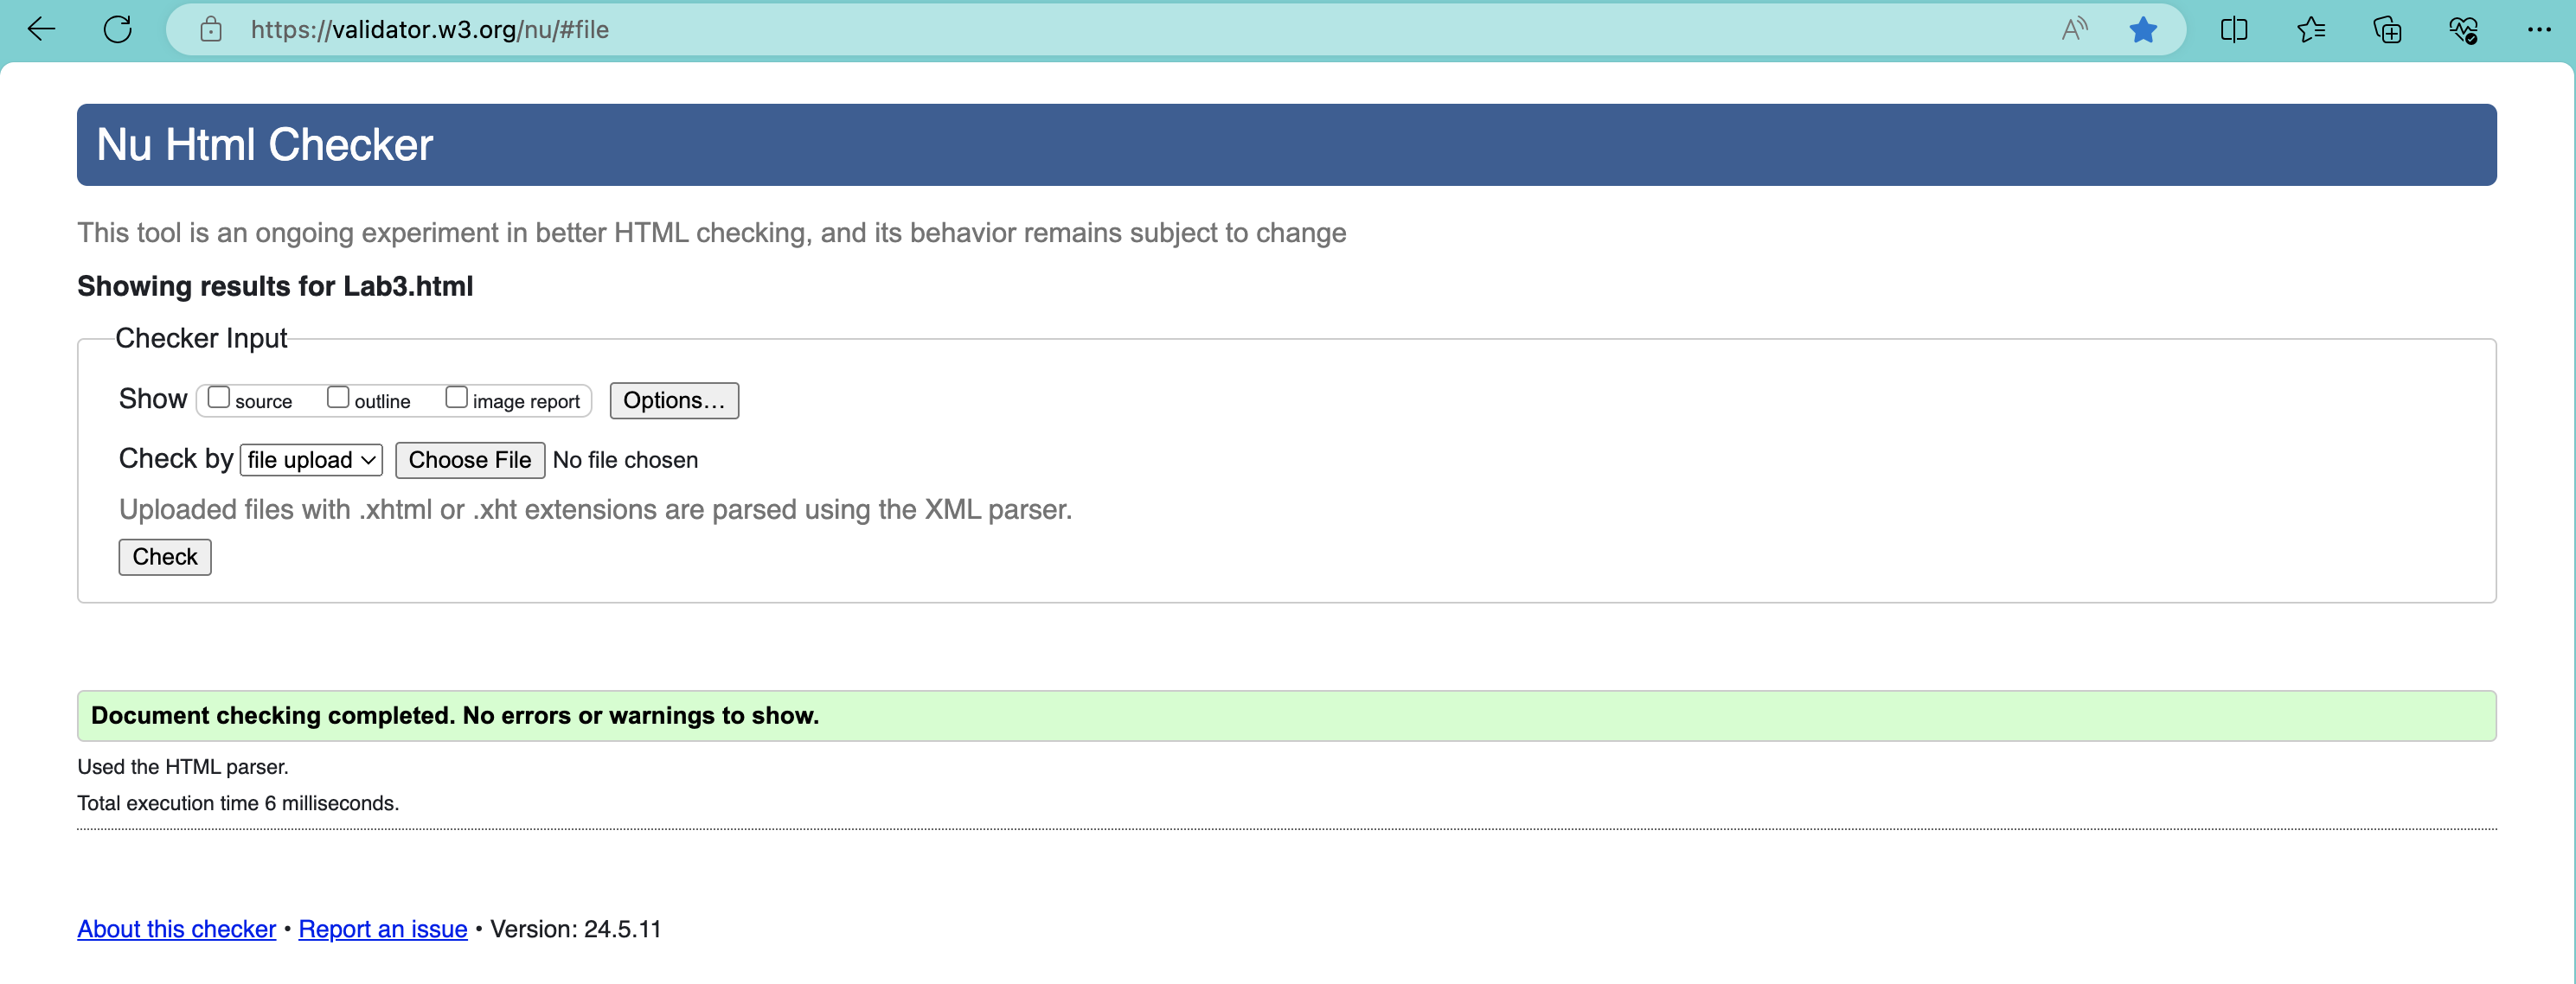 https://validator.w3.org/nu/#file
Nu Html Checker
This tool is an ongoing experiment in better HTML checking, and its behavior remains subject to change
Showing results for Lab3.html
Checker Input
Show source outline image report Options...
Check by file upload Choose File No file chosen
Uploaded files with .xhtml or .xht extensions are parsed using the XML parser.
Check
Document checking completed. No errors or warnings to show.
Used the HTML parser.
Total execution time 6 milliseconds.
About this checker • Report an issue • Version: 24.5.11